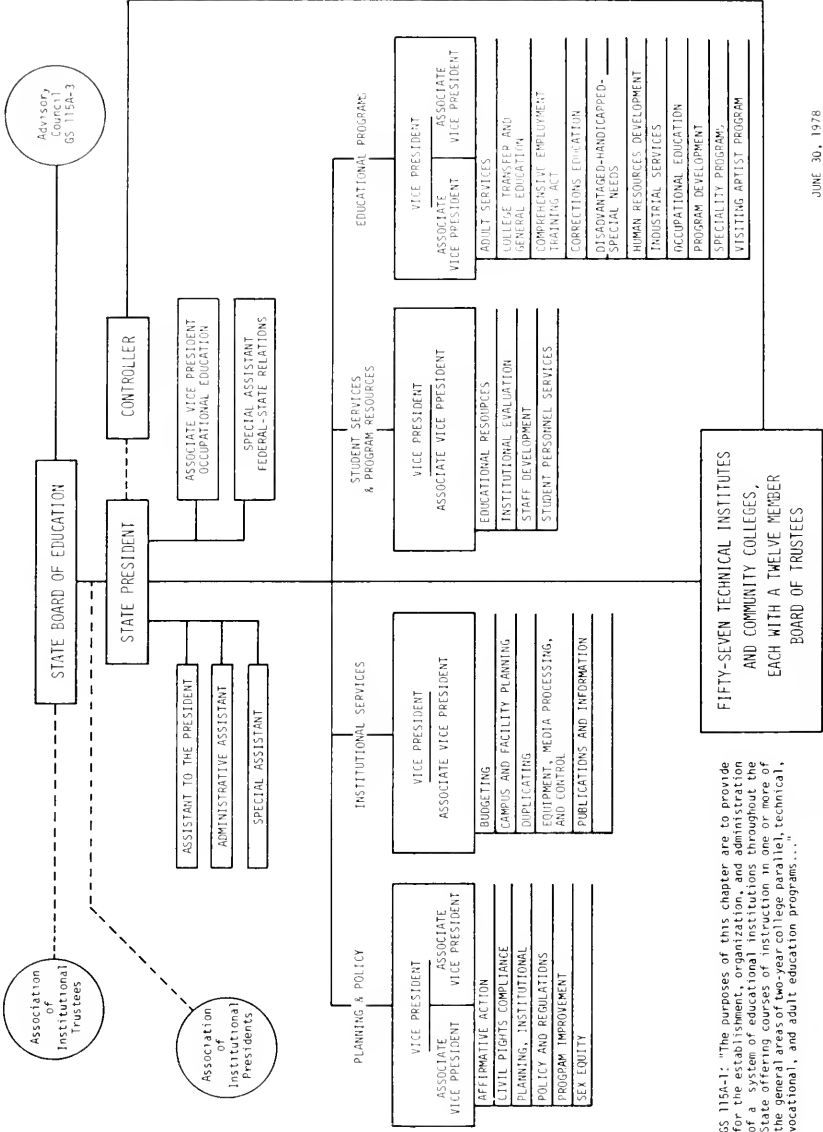 Advisory
Council
GS 115A-3
STATE BOARD OF EDUCATION
Association
of
Institutional
Trustees
Association
of
Institutional
Presidents
STATE PRESIDENT
CONTROLLER
ASSISTANT TO THE PRESIDENT
ADMINISTRATIVE ASSISTANT
SPECIAL ASSISTANT
ASSOCIATE VICE PRESIDENT
OCCUPATIONAL EDUCATION
SPECIAL ASSISTANT
FEDERAL-STATE RELATIONS
PLANNING & POLICY
VICE PRESIDENT
ASSOCIATE
VICE PPESIDENT
ASSOCIATE
VICE PRESIDENT
AFFIRMATIVE ACTION
CIVIL PIGHTS COMPLIANCE
PLANNING, INSTITUTIONAL
POLICY AND REGULATIONS
PROGRAM IMPROVEMENT
SEX EQUITY
INSTITUTIONAL SERVICES
VICE PRESIDENT
ASSOCIATE VICE PRESIDENT
BUDGETING
CAMPUS AND FACILITY PLANNING
DUPLICATING
EQUIPMENT, MEDIA PROCESSING,
AND CONTROL
PUBLICATIONS AND INFORMATION
STUDENT SERVICES
& PROGRAM RESOURCES
VICE PRESIDENT
ASSOCIATE VICE PPESIDENT
EDUCATIONAL RESOUPCES
INSTITUTIONAL EVALUATION
STAFF DEVELOPMENT
STUDENT PERSONNEL SERVICES
EDUCATIONAL PROGRAMS
VICE PRESIDENT
ASSOCIATE
VICE PRESIDENT
ASSOCIATE
VICE PRESIDENT
ADULT SERVICES
COLLEGE TRANSFER AND
GENERAL EDUCATION
COMPREHENSIVE EMPLOYMENT
TRAINING ACT
CORRECTIONS EDUCATION
DISADVANTAGED-HANDICAPPED-
SPECIAL NEEDS
HUMAN RESOURCES DEVELOPMENT
INDUSTRIAL SERVICES
OCCUPATIONAL EDUCATION
PROGRAM DEVELOPMENT
SPECIALITY PROGRAMS
VISITING ARTIST PROGRAM
FIFTY-SEVEN TECHNICAL INSTITUTES
AND COMMUNITY COLLEGES,
EACH WITH A TWELVE MEMBER
BOARD OF TRUSTEES
GS 115A-1: "The purposes of this chapter are to provide
for the establishment, organization, and administration
of a system of educational institutions throughout the
State offering courses of instruction in one or more of
the general areas of two-year college parallel, technical,
vocational, and adult education programs..."
JUNE 30, 1978